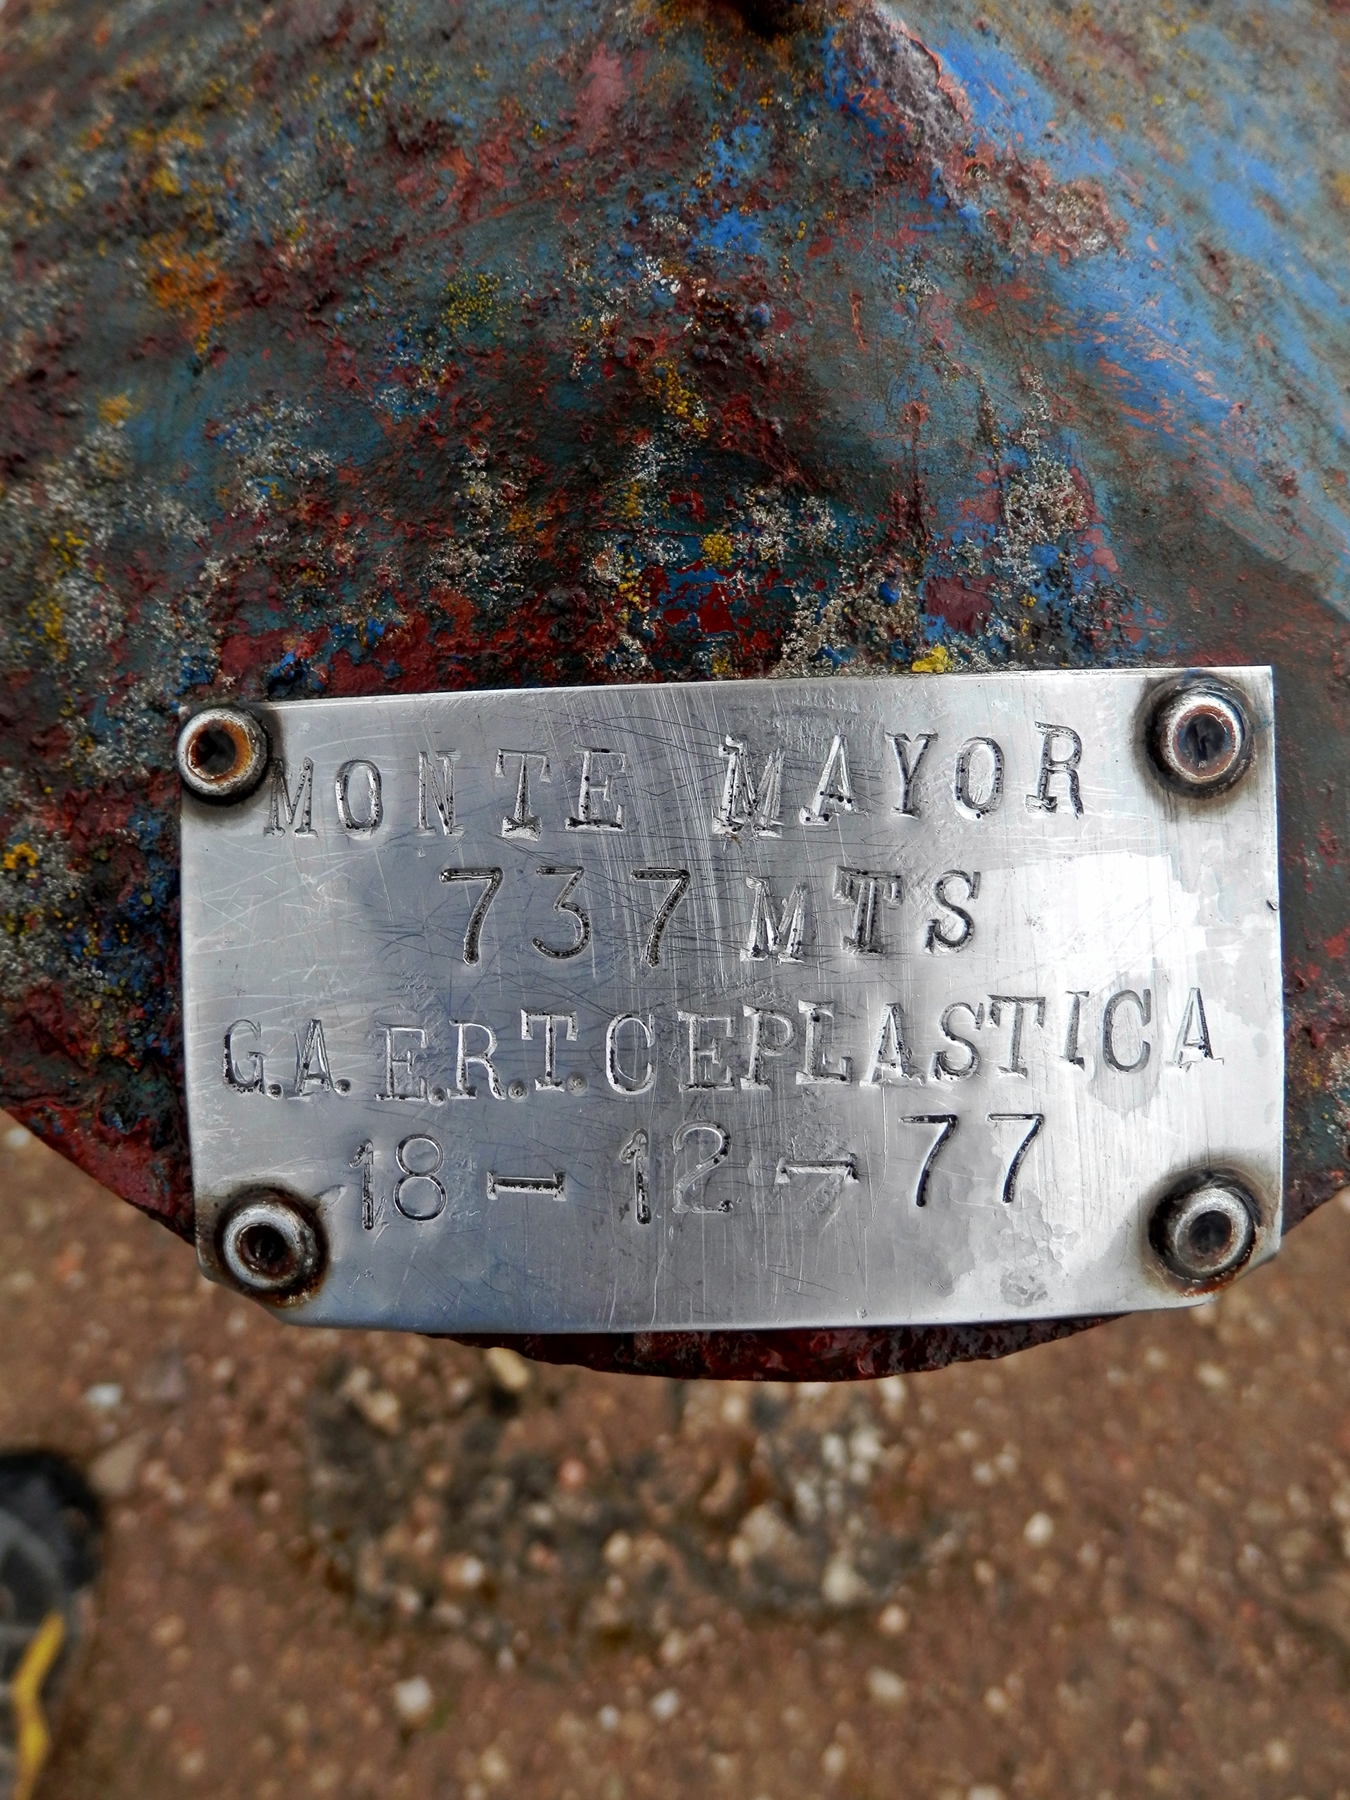 MONTE MAYOR
737 MTS
G.A. E.R.T. CEPLASTICA
18-12-77